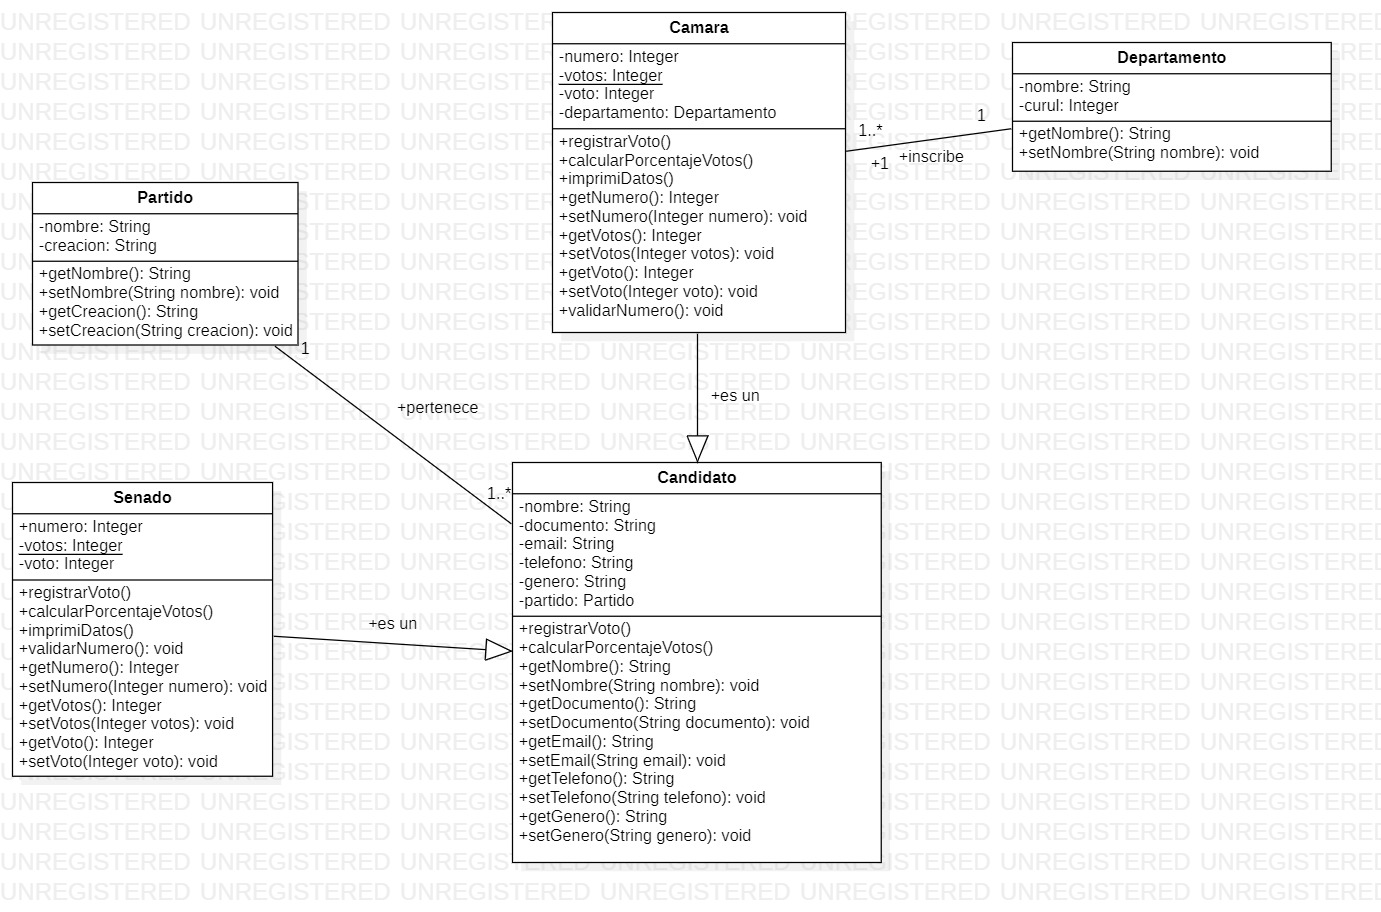 Camara
-numero: Integer
-votos: Integer
-voto: Integer
-departamento: Departamento
+registrarVoto()
+calcularPorcentajeVotos()
+imprimiDatos()
+getNumero(): Integer
+setNumero(Integer numero): void
+getVotos(): Integer
+setVotos(Integer votos): void
+getVoto(): Integer
+setVoto(Integer voto): void
+validarNumero(): void
Departamento
-nombre: String
-curul: Integer
+getNombre(): String
+setNombre(String nombre): void
1..*
1
+1
+inscribe
Partido
-nombre: String
-creacion: String
+getNombre(): String
+setNombre(String nombre): void
+getCreacion(): String
+setCreacion(String creacion): void
1
+pertenece
1..*
+es un
Senado
+numero: Integer
-votos: Integer
-voto: Integer
+registrarVoto()
+calcularPorcentajeVotos()
+imprimiDatos()
+validarNumero(): void
+getNumero(): Integer
+setNumero(Integer numero): void
+getVotos(): Integer
+setVotos(Integer votos): void
+getVoto(): Integer
+setVoto(Integer voto): void
+es un
Candidato
-nombre: String
-documento: String
-email: String
-telefono: String
-genero: String
-partido: Partido
+registrarVoto()
+calcularPorcentajeVotos()
+getNombre(): String
+setNombre(String nombre): void
+getDocumento(): String
+setDocumento(String documento): void
+getEmail(): String
+setEmail(String email): void
+getTelefono(): String
+setTelefono(String telefono): void
+getGenero(): String
+setGenero(String genero): void
UNREGISTERED